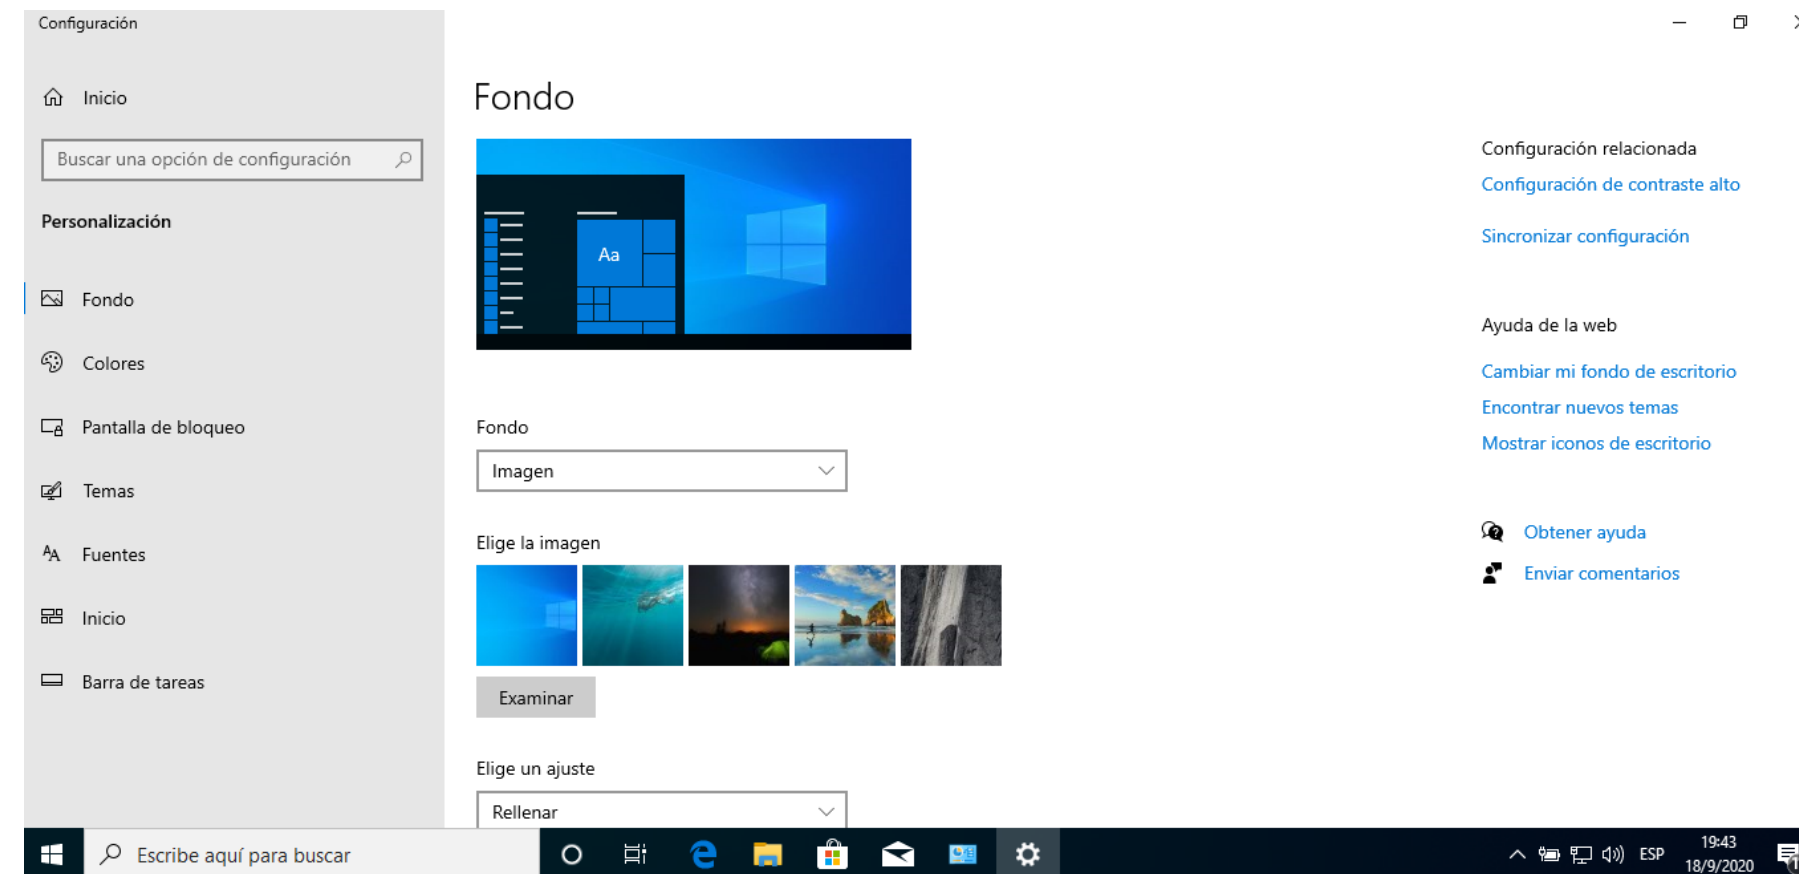 Configuración
Inicio
Buscar una opción de configuración
Personalización
Fondo
Colores
Pantalla de bloqueo
Temas
Fuentes
Inicio
Barra de tareas
Fondo
Aa
Fondo
Imagen
Elige la imagen
Examinar
Elige un ajuste
Rellenar
Configuración relacionada
Configuración de contraste alto
Sincronizar configuración
Ayuda de la web
Cambiar mi fondo de escritorio
Encontrar nuevos temas
Mostrar iconos de escritorio
Obtener ayuda
Enviar comentarios
Escribe aquí para buscar
ESP
19:43
18/9/2020
1